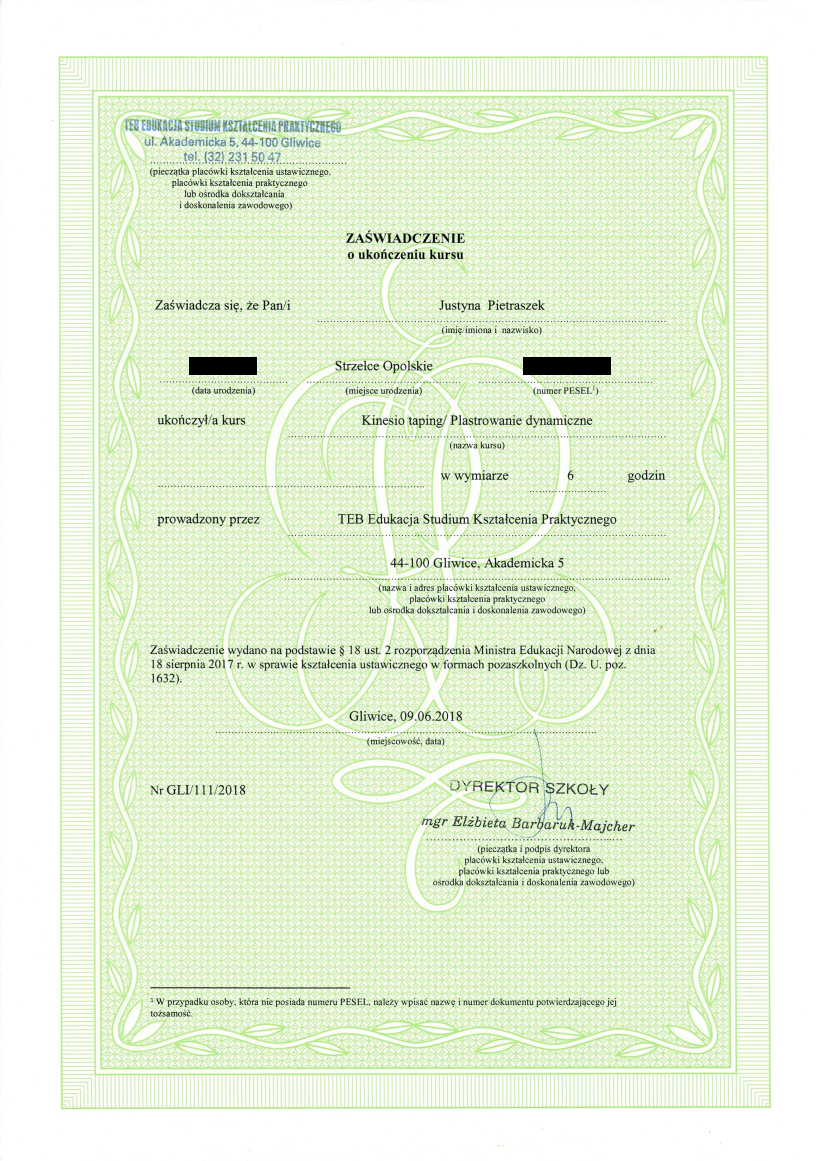 TEB EDUKACJA STUDIUM KSZTAŁCENIA PRAKTYCZNEGO
ul. Akademicka 5, 44-100 Gliwice
tel. (32) 231 50 47
(pieczątka placówki kształcenia ustawicznego,
placówki kształcenia praktycznego
lub ośrodka dokształcania
i doskonalenia zawodowego)
ZAŚWIADCZENIE
o ukończeniu kursu
Zaświadcza się, że Pan/i Justyna Pietraszek
(imię/imiona i nazwisko)
Strzelce Opolskie
(data urodzenia) (miejsce urodzenia) (numer PESEL¹)
ukończył/a kurs Kinesio taping/ Plastrowanie dynamiczne
(nazwa kursu)
w wymiarze 6 godzin
prowadzony przez TEB Edukacja Studium Kształcenia Praktycznego
44-100 Gliwice, Akademicka 5
(nazwa i adres placówki kształcenia ustawicznego,
placówki kształcenia praktycznego
lub ośrodka dokształcania i doskonalenia zawodowego)
Zaświadczenie wydano na podstawie § 18 ust. 2 rozporządzenia Ministra Edukacji Narodowej z dnia
18 sierpnia 2017 r. w sprawie kształcenia ustawicznego w formach pozaszkolnych (Dz. U. poz.
1632).
Gliwice, 09.06.2018
(miejscowość, data)
Nr GLI/111/2018
DYREKTOR SZKOŁY
mgr Elżbieta Barbaruk-Majcher
(pieczątka i podpis dyrektora
placówki kształcenia ustawicznego,
placówki kształcenia praktycznego lub
ośrodka dokształcania i doskonalenia zawodowego)
¹ W przypadku osoby, która nie posiada numeru PESEL, należy wpisać nazwę i numer dokumentu potwierdzającego jej
tożsamość.